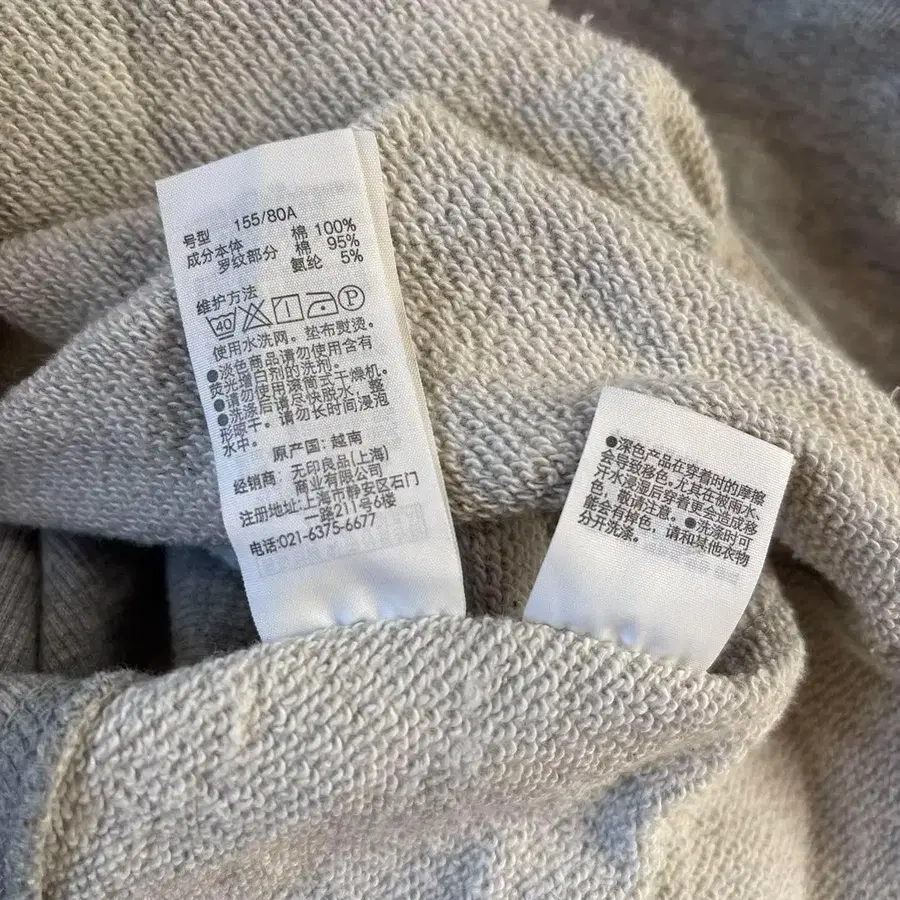 号型 155/80A
成分本体 棉 100%
罗纹部分 棉 95%
氨纶 5%
维护方法
40 P
使用水洗网。垫布熨烫。
●淡色商品请勿使用含有
荧光增白剂的洗剂。
●请勿使用滚筒式干燥机。
●洗涤后请尽快脱水，整
形晾干。请勿长时间浸泡
水中。
原产国：越南
经销商：无印良品(上海)
商业有限公司
注册地址:上海市静安区石门
二路211号6楼
电话:021-6375-6677
●深色产品在穿着时的摩擦
会导致移色。尤其在被雨水、
汗水浸湿后穿着更会造成移
色，敬请注意。●洗涤时可
能会有掉色，请和其他衣物
分开洗涤。